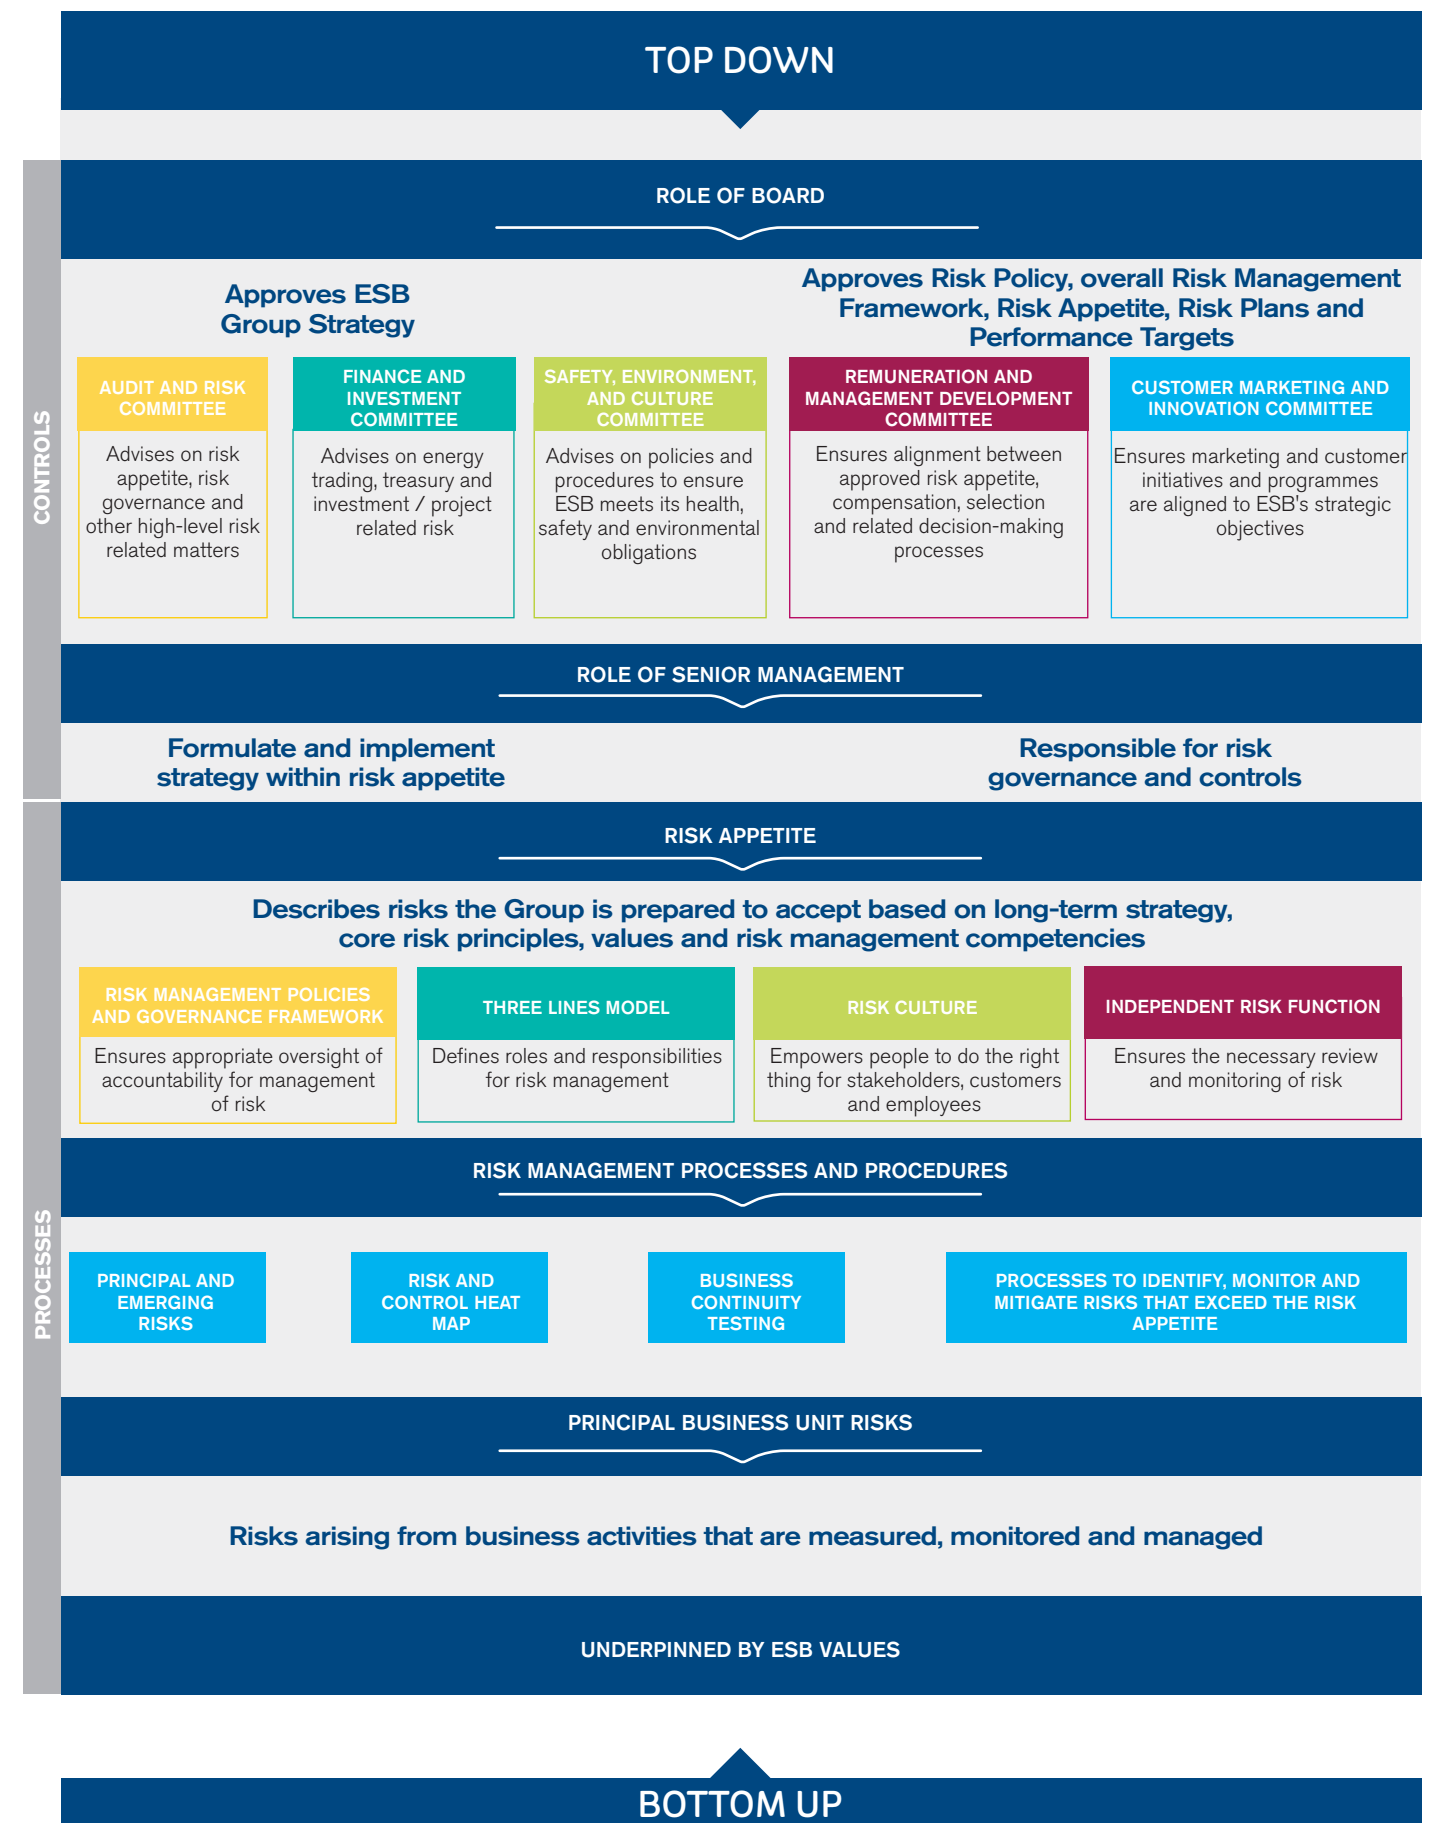 TOP DOWN
CONTROLS
ROLE OF BOARD
Approves ESB
Group Strategy
Approves Risk Policy, overall Risk Management
Framework, Risk Appetite, Risk Plans and
Performance Targets
AUDIT AND RISK
COMMITTEE
Advises on risk
appetite, risk
governance and
other high-level risk
related matters
FINANCE AND
INVESTMENT
COMMITTEE
Advises on energy
trading, treasury and
investment / project
related risk
SAFETY, ENVIRONMENT,
AND CULTURE
COMMITTEE
Advises on policies and
procedures to ensure
ESB meets its health,
safety and environmental
obligations
REMUNERATION AND
MANAGEMENT DEVELOPMENT
COMMITTEE
Ensures alignment between
approved risk appetite,
compensation, selection
and related decision-making
processes
CUSTOMER MARKETING AND
INNOVATION COMMITTEE
Ensures marketing and customer
initiatives and programmes
are aligned to ESB's strategic
objectives
ROLE OF SENIOR MANAGEMENT
Formulate and implement
strategy within risk appetite
Responsible for risk
governance and controls
PROCESSES
RISK APPETITE
Describes risks the Group is prepared to accept based on long-term strategy,
core risk principles, values and risk management competencies
RISK MANAGEMENT POLICIES
AND GOVERNANCE FRAMEWORK
Ensures appropriate oversight of
accountability for management
of risk
THREE LINES MODEL
Defines roles and responsibilities
for risk management
RISK CULTURE
Empowers people to do the right
thing for stakeholders, customers
and employees
INDEPENDENT RISK FUNCTION
Ensures the necessary review
and monitoring of risk
RISK MANAGEMENT PROCESSES AND PROCEDURES
PRINCIPAL AND
EMERGING
RISKS
RISK AND
CONTROL HEAT
MAP
BUSINESS
CONTINUITY
TESTING
PROCESSES TO IDENTIFY, MONITOR AND
MITIGATE RISKS THAT EXCEED THE RISK
APPETITE
PRINCIPAL BUSINESS UNIT RISKS
Risks arising from business activities that are measured, monitored and managed
UNDERPINNED BY ESB VALUES
BOTTOM UP